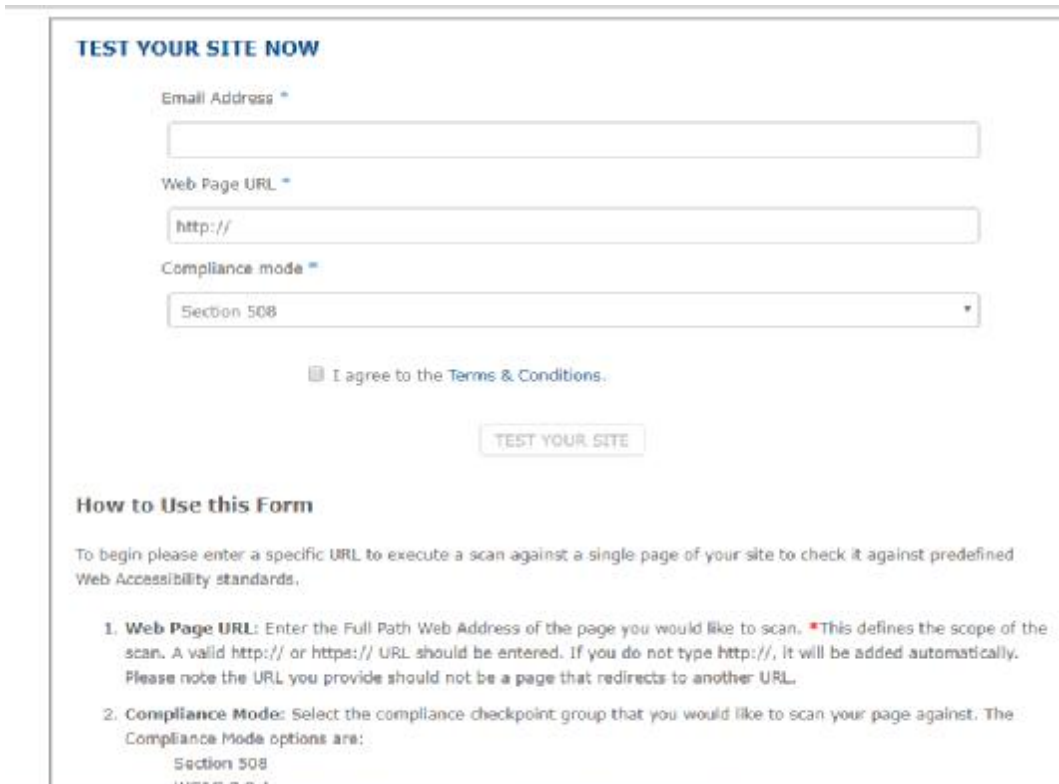 TEST YOUR SITE NOW
Email Address *
Web Page URL *
http://
Compliance mode *
Section 508
I agree to the Terms & Conditions.
TEST YOUR SITE
How to Use this Form
To begin please enter a specific URL to execute a scan against a single page of your site to check it against predefined
Web Accessibility standards.
1. Web Page URL: Enter the Full Path Web Address of the page you would like to scan. *This defines the scope of the
scan. A valid http:// or https:// URL should be entered. If you do not type http://, it will be added automatically.
Please note the URL you provide should not be a page that redirects to another URL.
2. Compliance Mode: Select the compliance checkpoint group that you would like to scan your page against. The
Compliance Mode options are:
Section 508